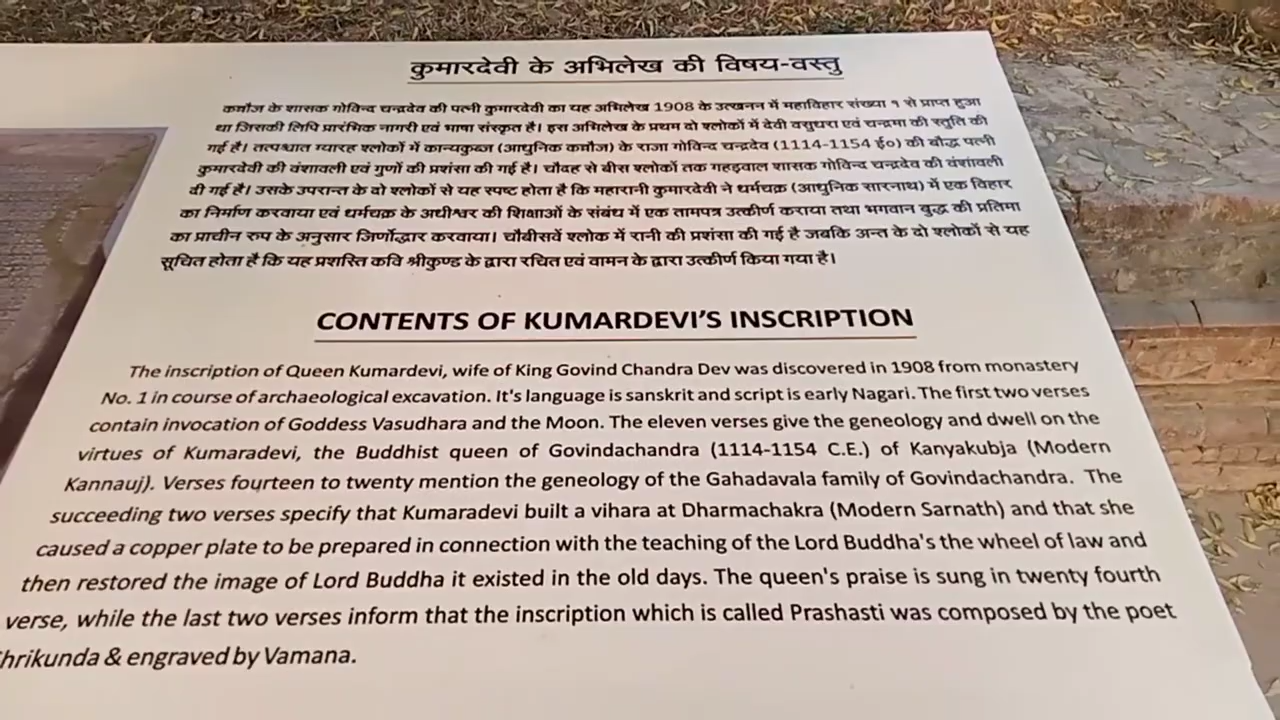 कुमारदेवी के अभिलेख की विषय-वस्तु
कन्नौज के शासक गोविन्द चन्द्रदेव की पत्नी कुमारदेवी का यह अभिलेख 1908 के उत्खनन में महाविहार संख्या १ से प्राप्त हुआ
था जिसकी लिपि प्रारंभिक नागरी एवं भाषा संस्कृत है। इस अभिलेख के प्रथम दो श्लोकों में देवी वसुधरा एवं चन्द्रमा की स्तुति की
गई है। तत्पश्चात ग्यारह श्लोकों में कान्यकुब्ज (आधुनिक कन्नौज) के राजा गोविन्द चन्द्रदेव (1114-1154 ई०) की बौद्ध पत्नी
कुमारदेवी की वंशावली एवं गुणों की प्रशंसा की गई है। चौदह से बीस श्लोकों तक गहड़वाल शासक गोविन्द चन्द्रदेव की वंशावली
दी गई है। उसके उपरान्त के दो श्लोकों से यह स्पष्ट होता है कि महारानी कुमारदेवी ने धर्मचक्र (आधुनिक सारनाथ) में एक विहार
का निर्माण करवाया एवं धर्मचक्र के अधीश्वर की शिक्षाओं के संबंध में एक ताम्रपत्र उत्कीर्ण कराया तथा भगवान बुद्ध की प्रतिमा
का प्राचीन रुप के अनुसार जिर्णोद्धार करवाया। चौबीसवें श्लोक में रानी की प्रशंसा की गई है जबकि अन्त के दो श्लोकों से यह
सूचित होता है कि यह प्रशस्ति कवि श्रीकुण्ड के द्वारा रचित एवं वामन के द्वारा उत्कीर्ण किया गया है।
CONTENTS OF KUMARDEVI'S INSCRIPTION
The inscription of Queen Kumardevi, wife of King Govind Chandra Dev was discovered in 1908 from monastery
No. 1 in course of archaeological excavation. It's language is sanskrit and script is early Nagari. The first two verses
contain invocation of Goddess Vasudhara and the Moon. The eleven verses give the geneology and dwell on the
virtues of Kumaradevi, the Buddhist queen of Govindachandra (1114-1154 C.E.) of Kanyakubja (Modern
Kannauj). Verses fourteen to twenty mention the geneology of the Gahadavala family of Govindachandra. The
succeeding two verses specify that Kumaradevi built a vihara at Dharmachakra (Modern Sarnath) and that she
caused a copper plate to be prepared in connection with the teaching of the Lord Buddha's the wheel of law and
then restored the image of Lord Buddha it existed in the old days. The queen's praise is sung in twenty fourth
verse, while the last two verses inform that the inscription which is called Prashasti was composed by the poet
hrikunda & engraved by Vamana.